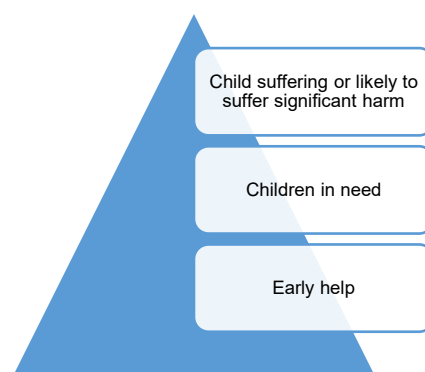 Child suffering or likely to
suffer significant harm
Children in need
Early help